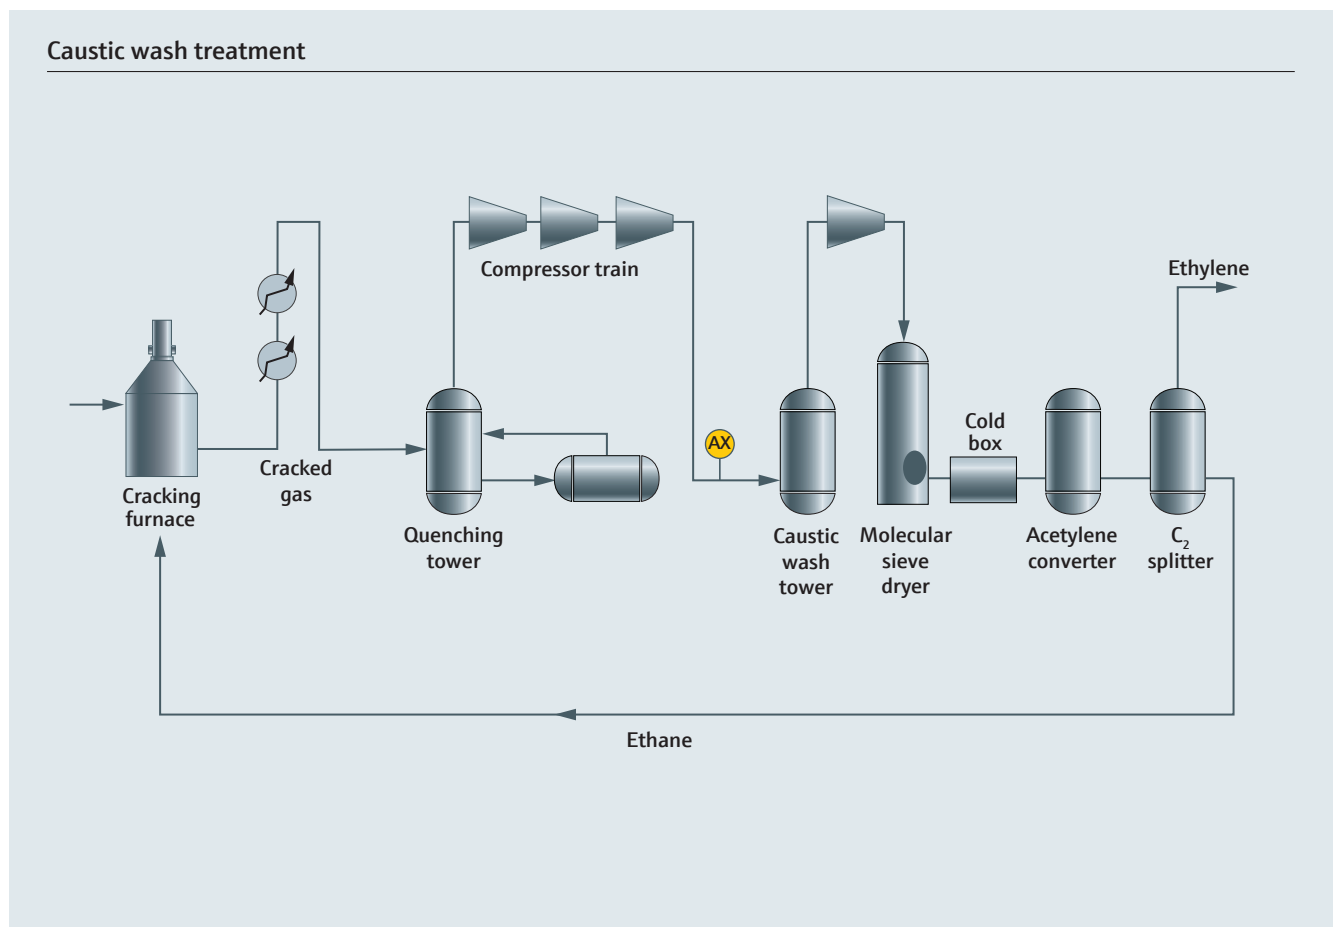 Caustic wash treatment
Compressor train
Ethylene
AX
Cold
box
Cracked
gas
Cracking
furnace
Quenching
tower
Caustic
wash
tower
Molecular
sieve
dryer
Acetylene
converter
C₂
splitter
Ethane